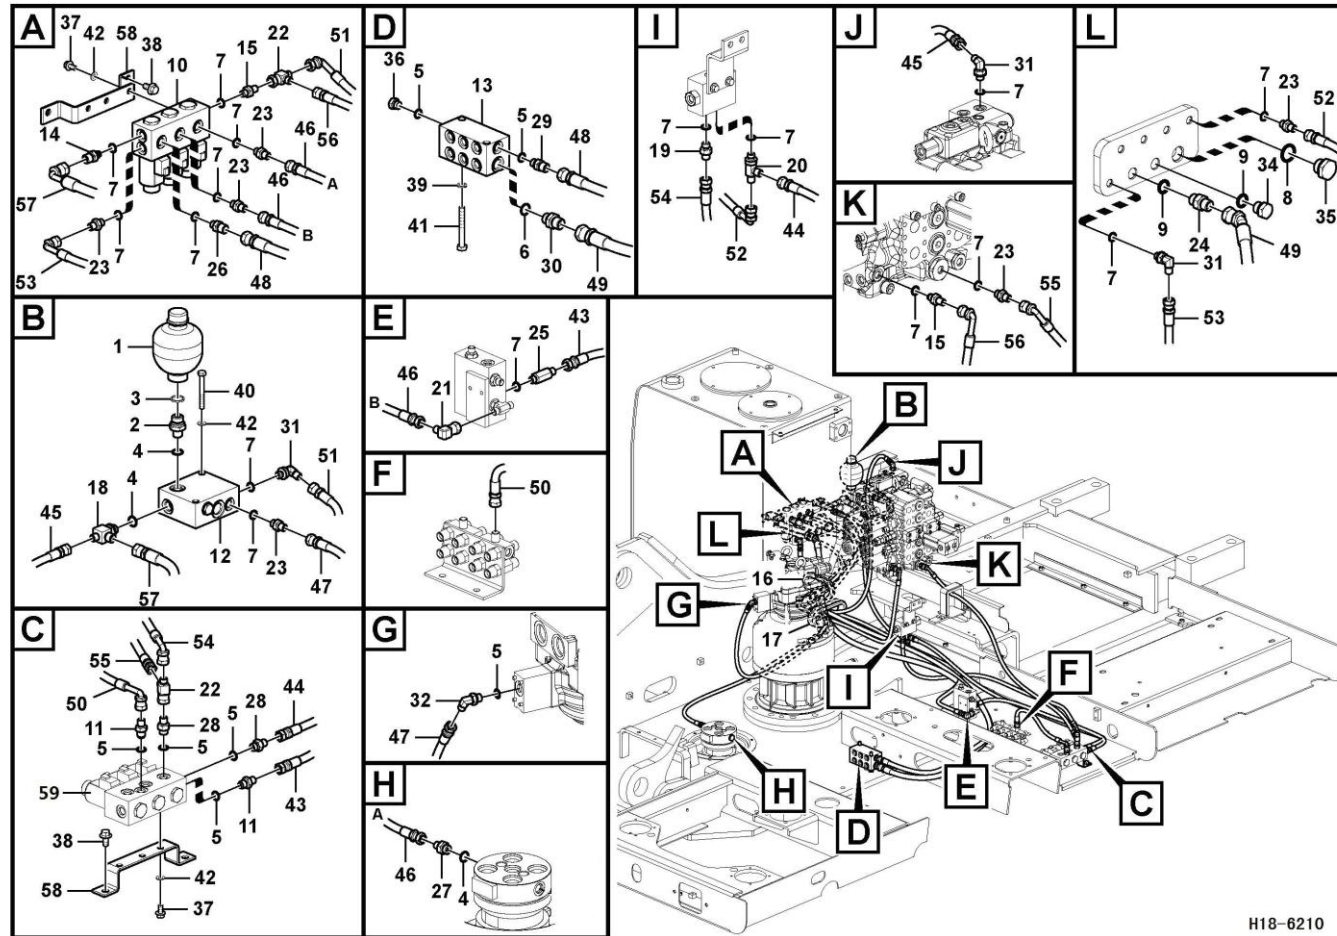 A
37 42 58 38 10 7 15 22 51
14 7 23 46 56
57 7 7 23 46 A
53 23 7 7 26 48 B
B
1
3 40
2 42
4 7 31 51
45 18 4 12 7 23 47
57
C
54
55
50 22 44
11 28 5 28
5 5
59 43
5 11
38
58 42
37
D
36 5 13
5 29 48
39
41
6 30 49
E
46 21 7 25 43
B
F
50
G
5
32
47
H
A
46 27 4
I
7 7
19 20
54 44
52
J
45 31
7
K
7 23 55
7 15 56
L
7 23 52
9 34 8 35
9 24 49
7 31
53
B
A
J
L
16
K
G
17
I
F
H
D
E
C
H18-6210